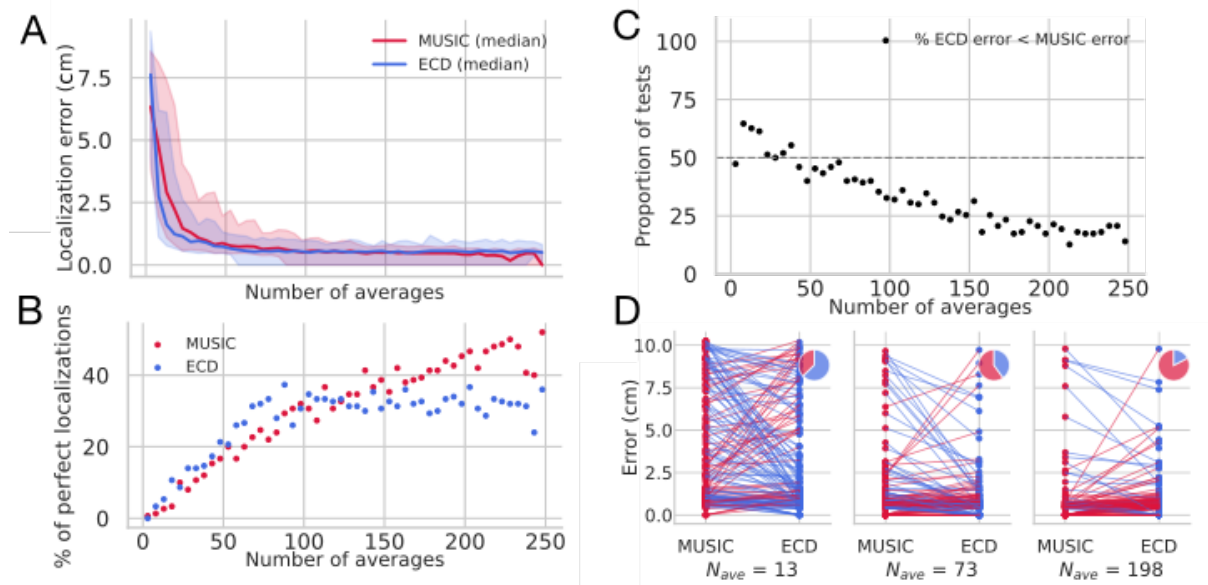 A
Localization error (cm)
7.5
5.0
2.5
0.0
MUSIC (median)
ECD (median)
Number of averages
B
% of perfect localizations
40
20
0
MUSIC
ECD
0 50 100 150 200 250
Number of averages
C
Proportion of tests
100
75
50
25
0
% ECD error < MUSIC error
0 50 100 150 200 250
Number of averages
D
Error (cm)
10.0
7.5
5.0
2.5
0.0
MUSIC ECD MUSIC ECD MUSIC ECD
Nave = 13 Nave = 73 Nave = 198